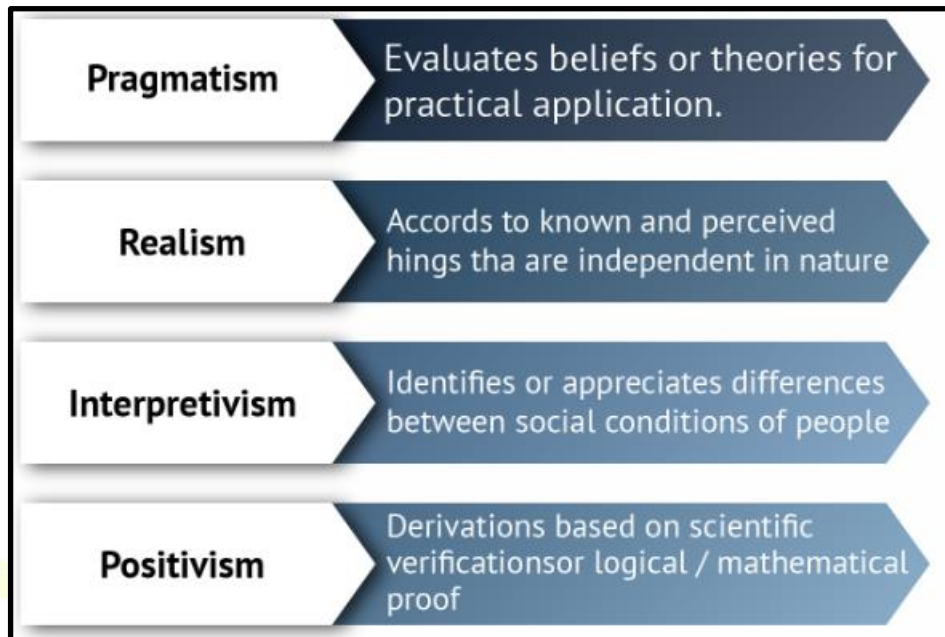 Pragmatism
Evaluates beliefs or theories for
practical application.
Realism
Accords to known and perceived
hings tha are independent in nature
Interpretivism
Identifies or appreciates differences
between social conditions of people
Positivism
Derivations based on scientific
verificationsor logical / mathematical
proof